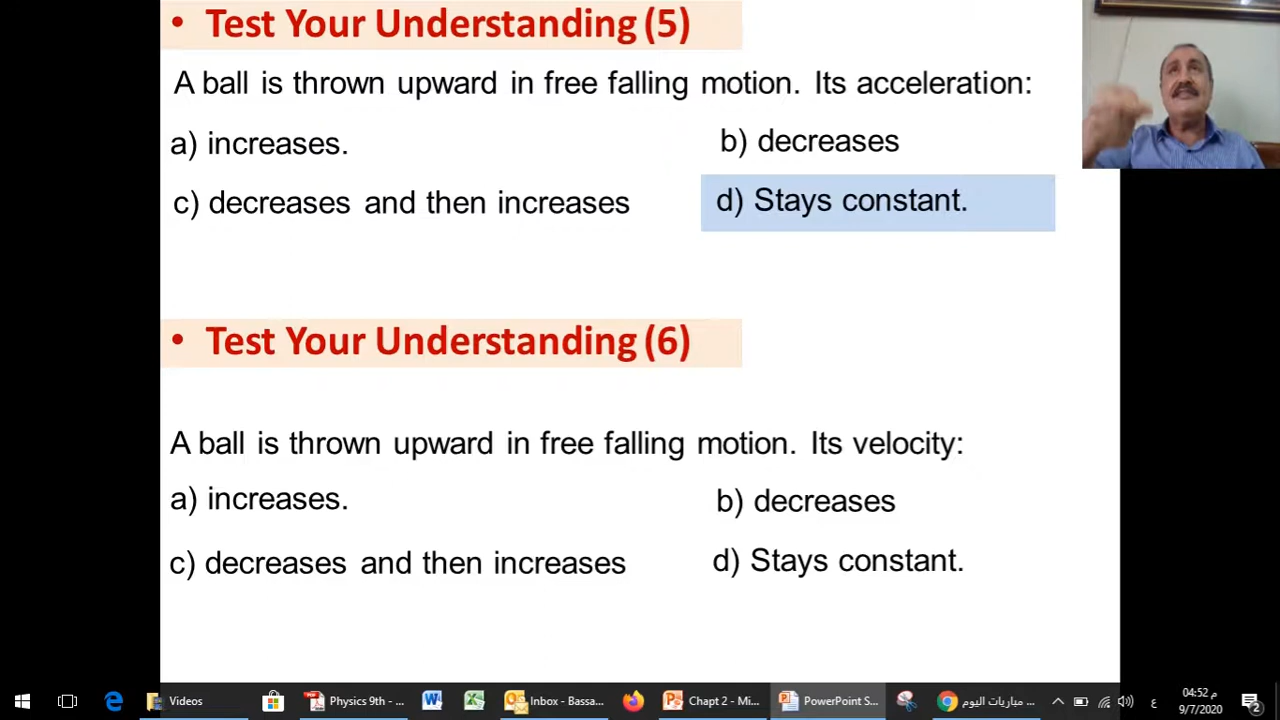 • Test Your Understanding (5)
A ball is thrown upward in free falling motion. Its acceleration:
a) increases.
b) decreases
c) decreases and then increases
d) Stays constant.
• Test Your Understanding (6)
A ball is thrown upward in free falling motion. Its velocity:
a) increases.
b) decreases
c) decreases and then increases
d) Stays constant.
Videos
Physics 9th -...
Inbox - Bassa...
Chapt 2 - Mi...
PowerPoint S...
مباريات اليوم ...
ع
04:52 م
9/7/2020
2